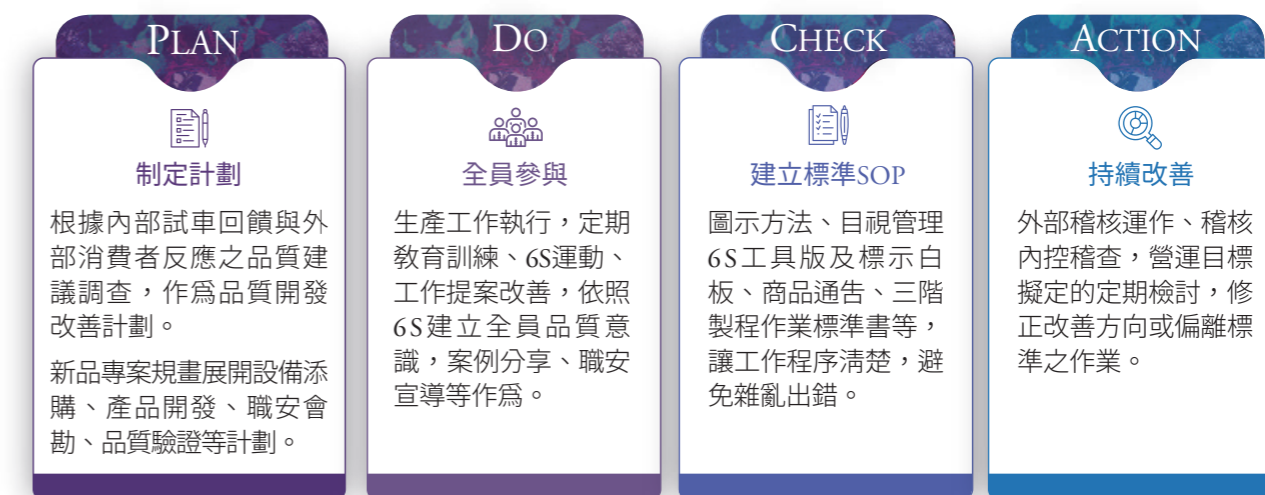 PLAN
制定計劃
根據內部試車回饋與外
部消費者反應之品質建
議調查，作為品質開發
改善計劃。
新品專案規畫展開設備添
購、產品開發、職安會
勘、品質驗證等計劃。
DO
全員參與
生產工作執行，定期
教育訓練、6S運動、
工作提案改善，依照
6S建立全員品質意
識，案例分享、職安
宣導等作為。
CHECK
建立標準SOP
圖示方法、目視管理
6S工具版及標示白
板、商品通告、三階
製程作業標準書等，
讓工作程序清楚，避
免雜亂出錯。
ACTION
持續改善
外部稽核運作、稽核
內控稽查，營運目標
擬定的定期檢討，修
正改善方向或偏離標
準之作業。